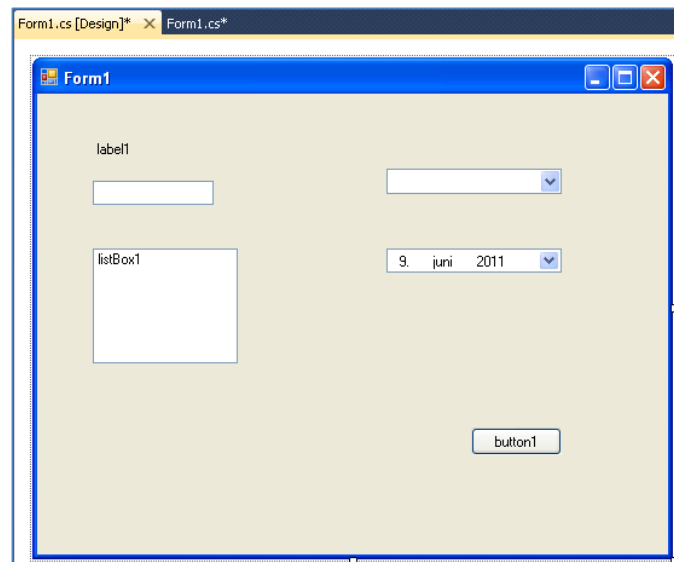 Form1.cs [Design]* Form1.cs*
Form1
label1
listBox1
9. juni 2011
button1